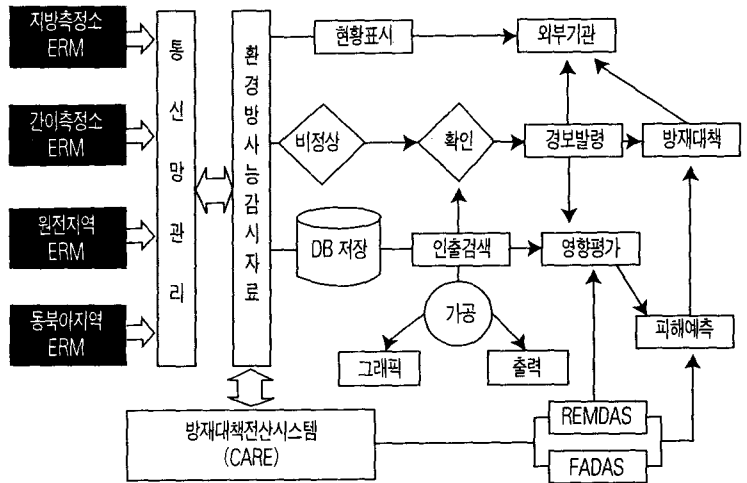 지방측정소
ERM
간이측정소
ERM
원전지역
ERM
동북아지역
ERM
통신망관리
환경방사능감시자료
현황표시
외부기관
비정상
확인
경보발령
방재대책
DB 저장
인출검색
영향평가
가공
피해예측
그래픽
출력
방재대책전산시스템
(CARE)
REMDAS
FADAS